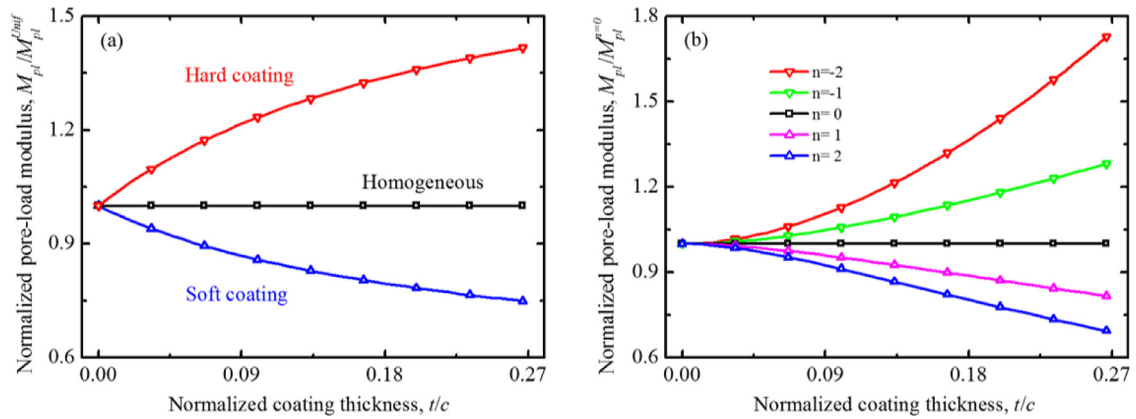 (a)
Hard coating
Homogeneous
Soft coating
1.5
1.2
0.9
0.6
0.00
0.09
0.18
0.27
Normalized pore-load modulus, M_pl/M_pl^Unif
Normalized coating thickness, t/c
(b)
n=-2
n=-1
n= 0
n= 1
n= 2
1.8
1.5
1.2
0.9
0.6
0.00
0.09
0.18
0.27
Normalized pore-load modulus, M_pl/M_pl^n=0
Normalized coating thickness, t/c